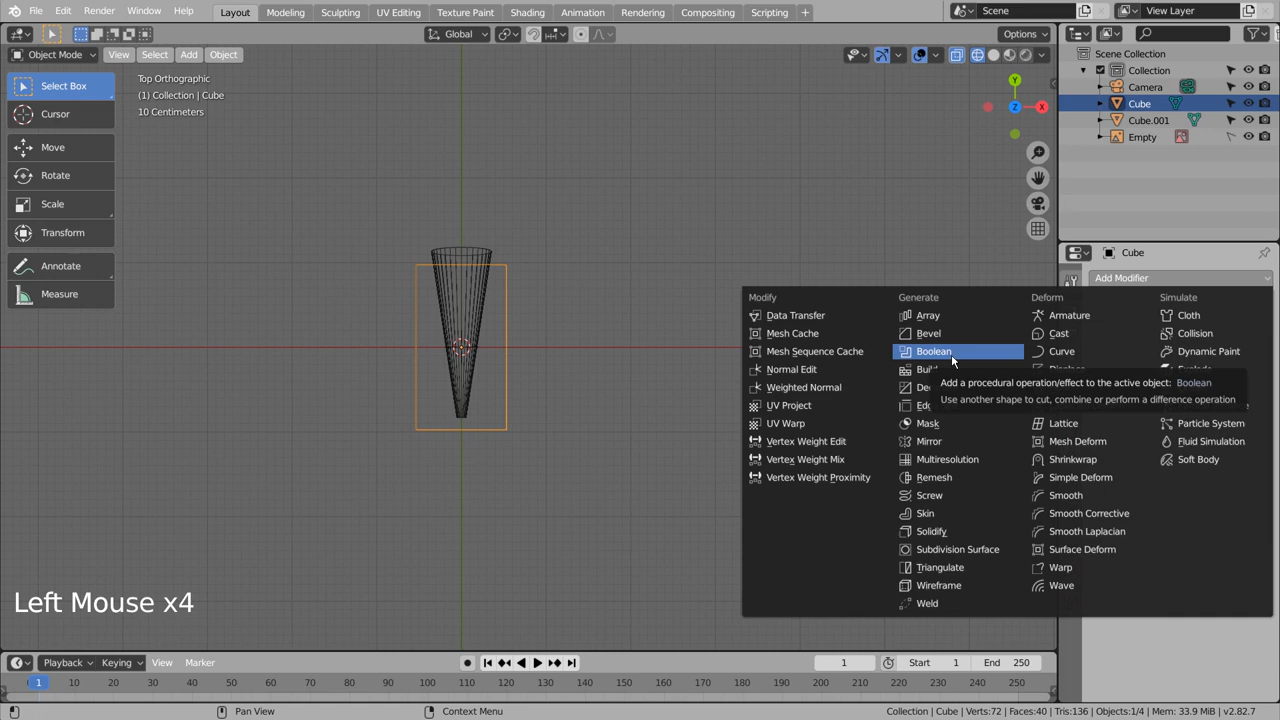 File Edit Render Window Help
Layout Modeling Sculpting UV Editing Texture Paint Shading Animation Rendering Compositing Scripting +
Scene
View Layer
Global
Options
Object Mode
View Select Add Object
Select Box
Cursor
Move
Rotate
Scale
Transform
Annotate
Measure
Top Orthographic
(1) Collection | Cube
10 Centimeters
Y
Z
X
Scene Collection
Collection
Camera
Cube
Cube.001
Empty
Cube
Add Modifier
Modify
Data Transfer
Mesh Cache
Mesh Sequence Cache
Normal Edit
Weighted Normal
UV Project
UV Warp
Vertex Weight Edit
Vertex Weight Mix
Vertex Weight Proximity
Generate
Array
Bevel
Boolean
Mask
Mirror
Multiresolution
Remesh
Screw
Skin
Solidify
Subdivision Surface
Triangulate
Wireframe
Weld
Deform
Armature
Cast
Curve
Lattice
Mesh Deform
Shrinkwrap
Simple Deform
Smooth
Smooth Corrective
Smooth Laplacian
Surface Deform
Warp
Wave
Simulate
Cloth
Collision
Dynamic Paint
Particle System
Fluid Simulation
Soft Body
Add a procedural operation/effect to the active object: Boolean
Use another shape to cut, combine or perform a difference operation
Left Mouse x4
Playback Keying View Marker
1
Start 1
End 250
1 10 20 30 40 50 60 70 80 90 100 110 120 130 140 150 160 170 180 190 200 210 220 230 240 250
Pan View
Context Menu
Collection | Cube | Verts:72 | Faces:40 | Tris:136 | Objects:1/4 | Mem: 33.9 MiB | v2.82.7